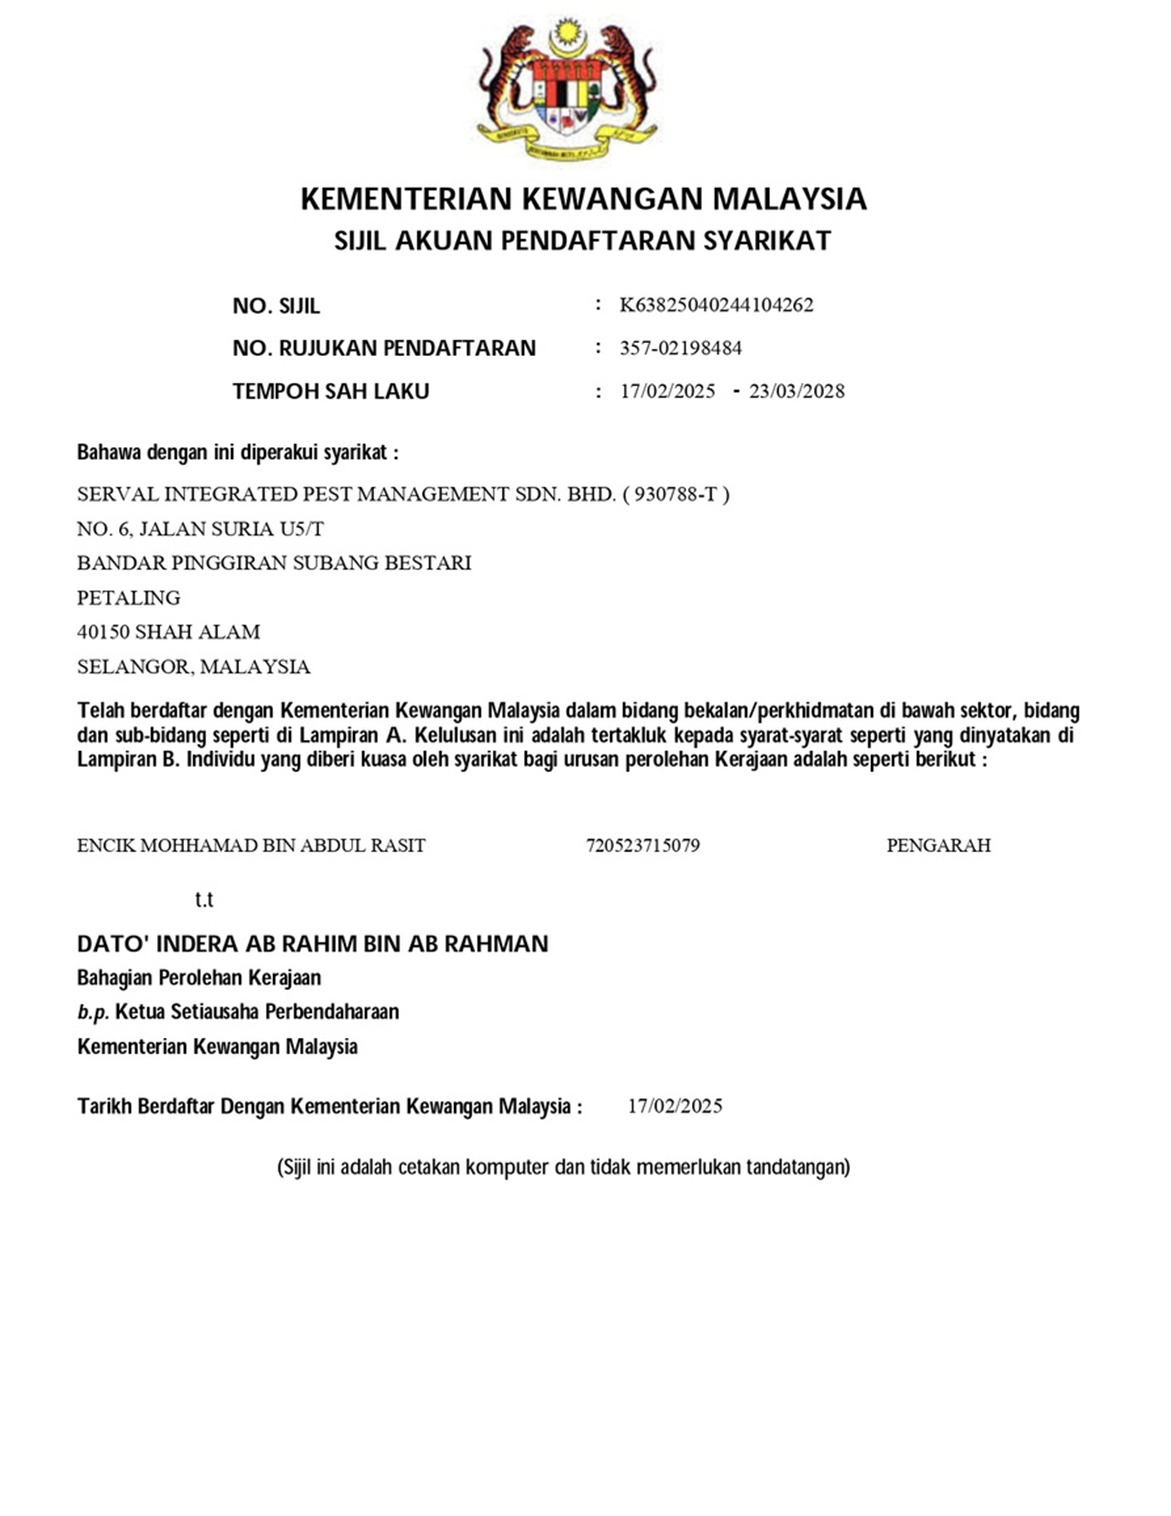 KEMENTERIAN KEWANGAN MALAYSIA
SIJIL AKUAN PENDAFTARAN SYARIKAT
NO. SIJIL : K63825040244104262
NO. RUJUKAN PENDAFTARAN : 357-02198484
TEMPOH SAH LAKU : 17/02/2025 - 23/03/2028
Bahawa dengan ini diperakui syarikat :
SERVAL INTEGRATED PEST MANAGEMENT SDN. BHD. ( 930788-T )
NO. 6, JALAN SURIA U5/T
BANDAR PINGGIRAN SUBANG BESTARI
PETALING
40150 SHAH ALAM
SELANGOR, MALAYSIA
Telah berdaftar dengan Kementerian Kewangan Malaysia dalam bidang bekalan/perkhidmatan di bawah sektor, bidang
dan sub-bidang seperti di Lampiran A. Kelulusan ini adalah tertakluk kepada syarat-syarat seperti yang dinyatakan di
Lampiran B. Individu yang diberi kuasa oleh syarikat bagi urusan perolehan Kerajaan adalah seperti berikut :
ENCIK MOHHAMAD BIN ABDUL RASIT 720523715079 PENGARAH
t.t
DATO' INDERA AB RAHIM BIN AB RAHMAN
Bahagian Perolehan Kerajaan
b.p. Ketua Setiausaha Perbendaharaan
Kementerian Kewangan Malaysia
Tarikh Berdaftar Dengan Kementerian Kewangan Malaysia : 17/02/2025
(Sijil ini adalah cetakan komputer dan tidak memerlukan tandatangan)